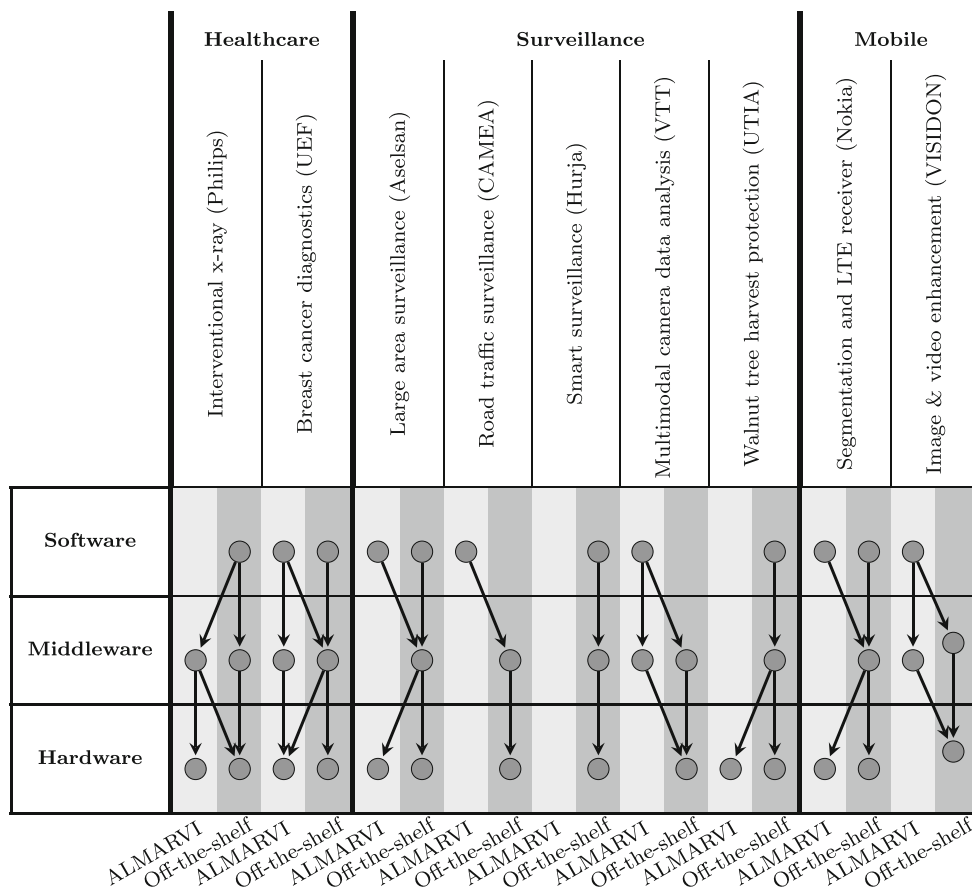 Healthcare
Surveillance
Mobile
Interventional x-ray (Philips)
Breast cancer diagnostics (UEF)
Large area surveillance (Aselsan)
Road traffic surveillance (CAMEA)
Smart surveillance (Hurja)
Multimodal camera data analysis (VTT)
Walnut tree harvest protection (UTIA)
Segmentation and LTE receiver (Nokia)
Image & video enhancement (VISIDON)
Software
Middleware
Hardware
ALMARVI
Off-the-shelf
ALMARVI
Off-the-shelf
ALMARVI
Off-the-shelf
ALMARVI
Off-the-shelf
ALMARVI
Off-the-shelf
ALMARVI
Off-the-shelf
ALMARVI
Off-the-shelf
ALMARVI
Off-the-shelf
ALMARVI
Off-the-shelf